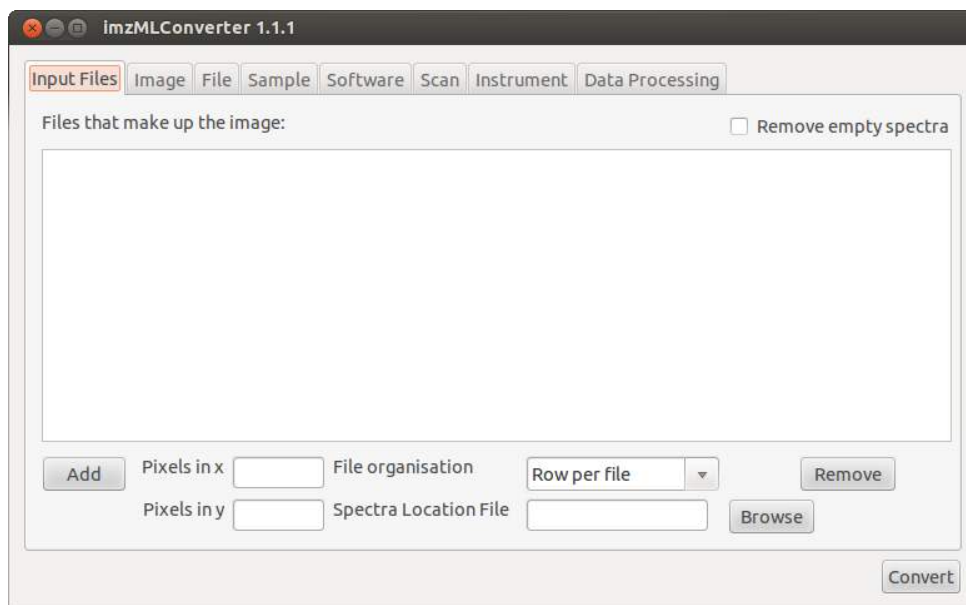 imzMLConverter 1.1.1
Input Files Image File Sample Software Scan Instrument Data Processing
Files that make up the image: Remove empty spectra
Add Pixels in x File organisation Row per file Remove
Pixels in y Spectra Location File Browse
Convert